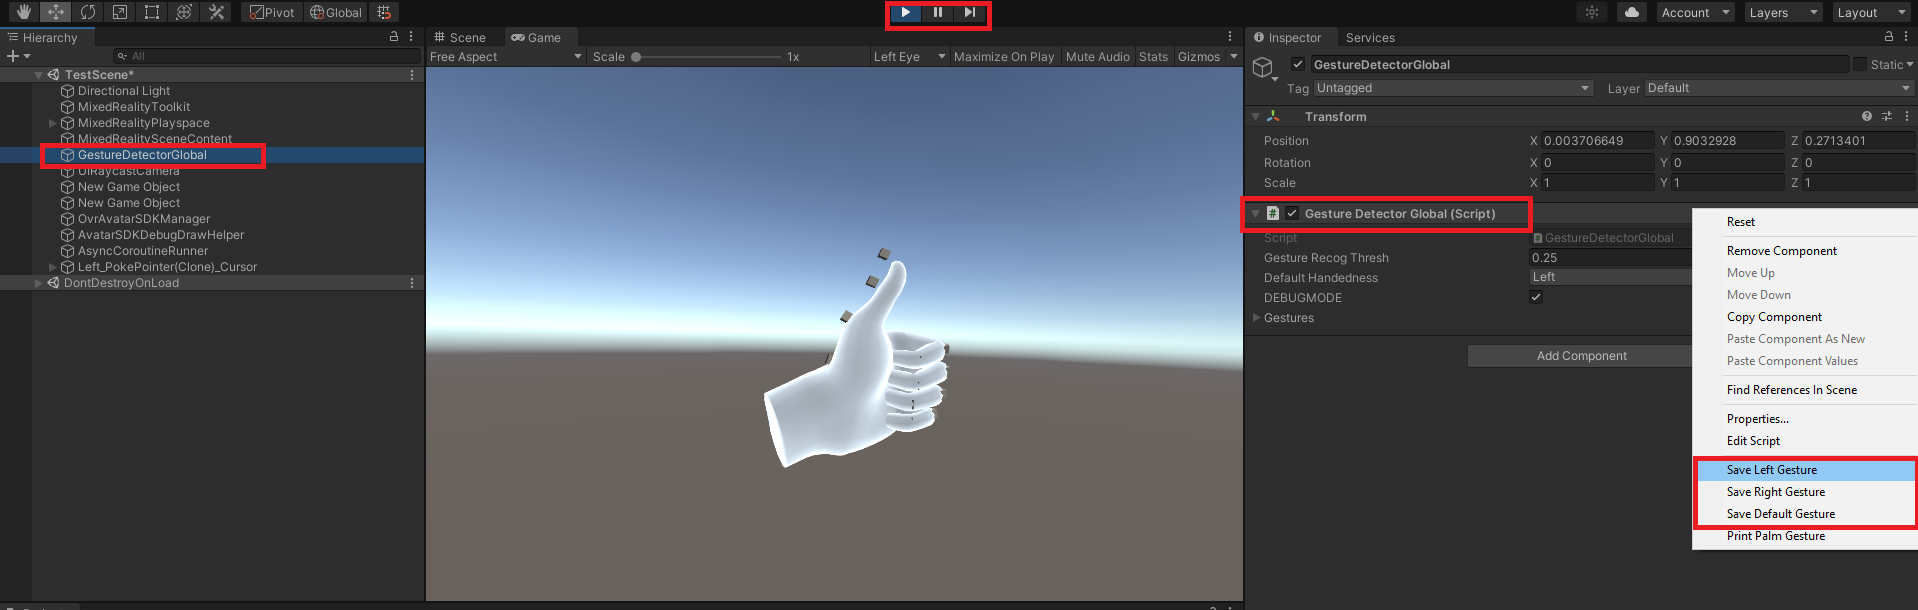 Pivot Global Account Layers Layout
Hierarchy
All
TestScene*
Directional Light
MixedRealityToolkit
MixedRealityPlayspace
MixedRealitySceneContent
GestureDetectorGlobal
UIRaycastCamera
New Game Object
New Game Object
OvrAvatarSDKManager
AvatarSDKDebugDrawHelper
AsyncCoroutineRunner
Left_PokePointer(Clone)_Cursor
DontDestroyOnLoad
Scene Game
Free Aspect Scale 1x Left Eye Maximize On Play Mute Audio Stats Gizmos
Inspector Services
GestureDetectorGlobal Static
Tag Untagged Layer Default
Transform
Position X 0.003706649 Y 0.9032928 Z 0.2713401
Rotation X 0 Y 0 Z 0
Scale X 1 Y 1 Z 1
Gesture Detector Global (Script)
Script GestureDetectorGlobal
Gesture Recog Thresh 0.25
Default Handedness Left
DEBUGMODE
Gestures
Add Component
Reset
Remove Component
Move Up
Move Down
Copy Component
Paste Component As New
Paste Component Values
Find References In Scene
Properties...
Edit Script
Save Left Gesture
Save Right Gesture
Save Default Gesture
Print Palm Gesture